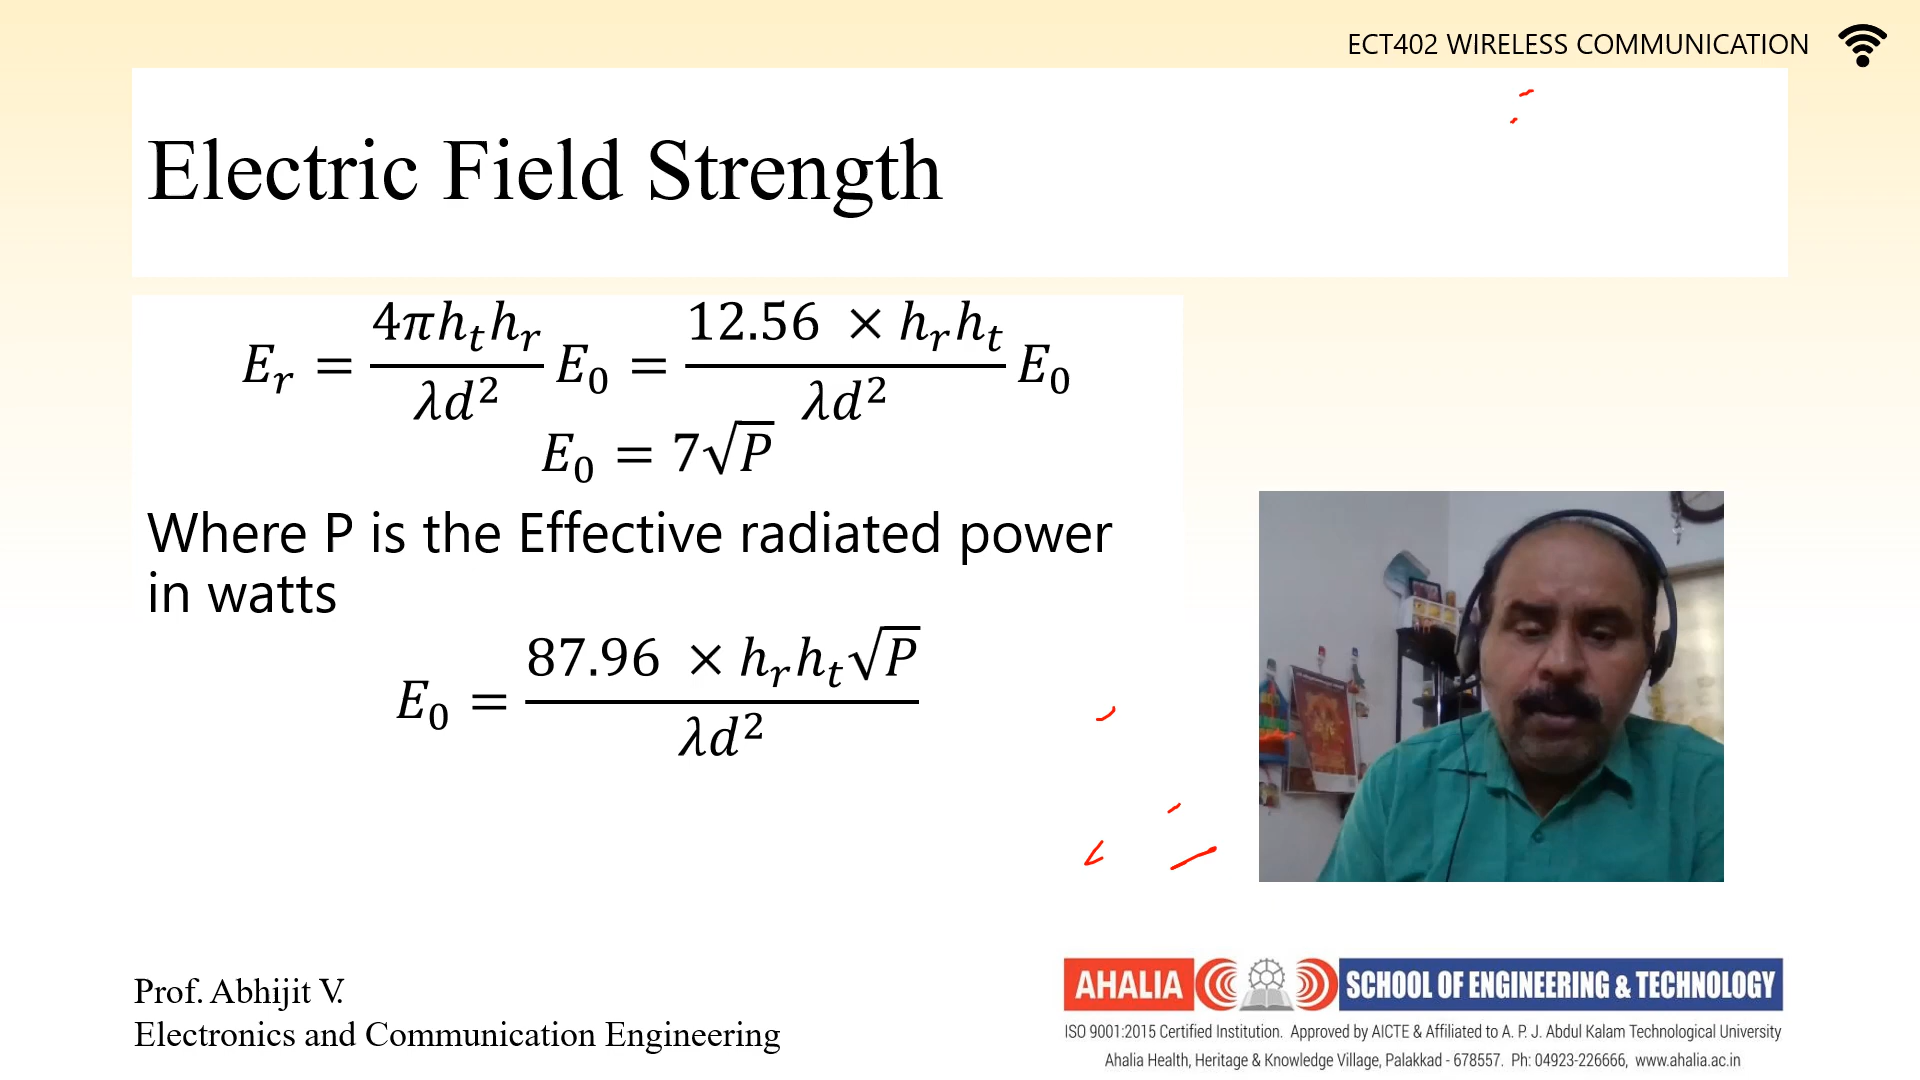 ECT402 WIRELESS COMMUNICATION
Electric Field Strength
E_r = \frac{4πh_t h_r}{λd^2} E_0 = \frac{12.56 × h_r h_t}{λd^2} E_0
E_0 = 7√P
Where P is the Effective radiated power
in watts
E_0 = \frac{87.96 × h_r h_t √P}{λd^2}
Prof. Abhijit V.
Electronics and Communication Engineering
AHALIA SCHOOL OF ENGINEERING & TECHNOLOGY
ISO 9001:2015 Certified Institution. Approved by AICTE & Affiliated to A. P. J. Abdul Kalam Technological University
Ahalia Health, Heritage & Knowledge Village, Palakkad - 678557. Ph: 04923-226666, www.ahalia.ac.in